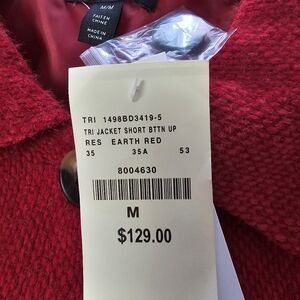 M/M
FAIT EN
CHINE
MADE IN
CHINA
TRI 1498BD3419-5
TRI JACKET SHORT BTTN UP
RES EARTH RED
35 35A 53
8004630
M
$129.00